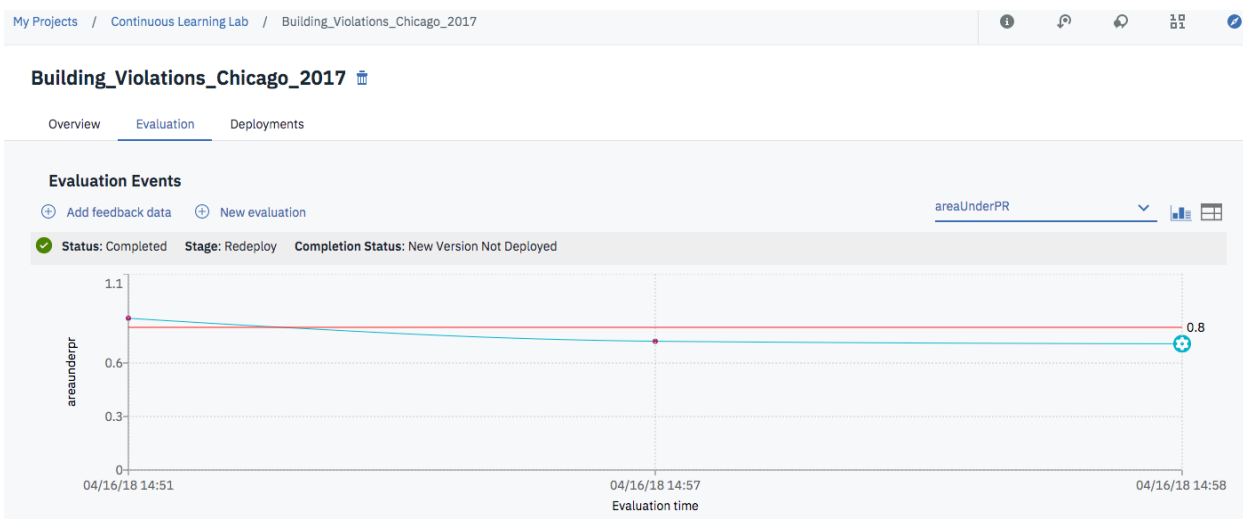 My Projects / Continuous Learning Lab / Building_Violations_Chicago_2017
Building_Violations_Chicago_2017
Overview Evaluation Deployments
Evaluation Events
Add feedback data New evaluation
areaUnderPR
Status: Completed Stage: Redeploy Completion Status: New Version Not Deployed
1.1
0.8
0.6
areaunderpr
0.3
0
04/16/18 14:51 04/16/18 14:57 04/16/18 14:58
Evaluation time